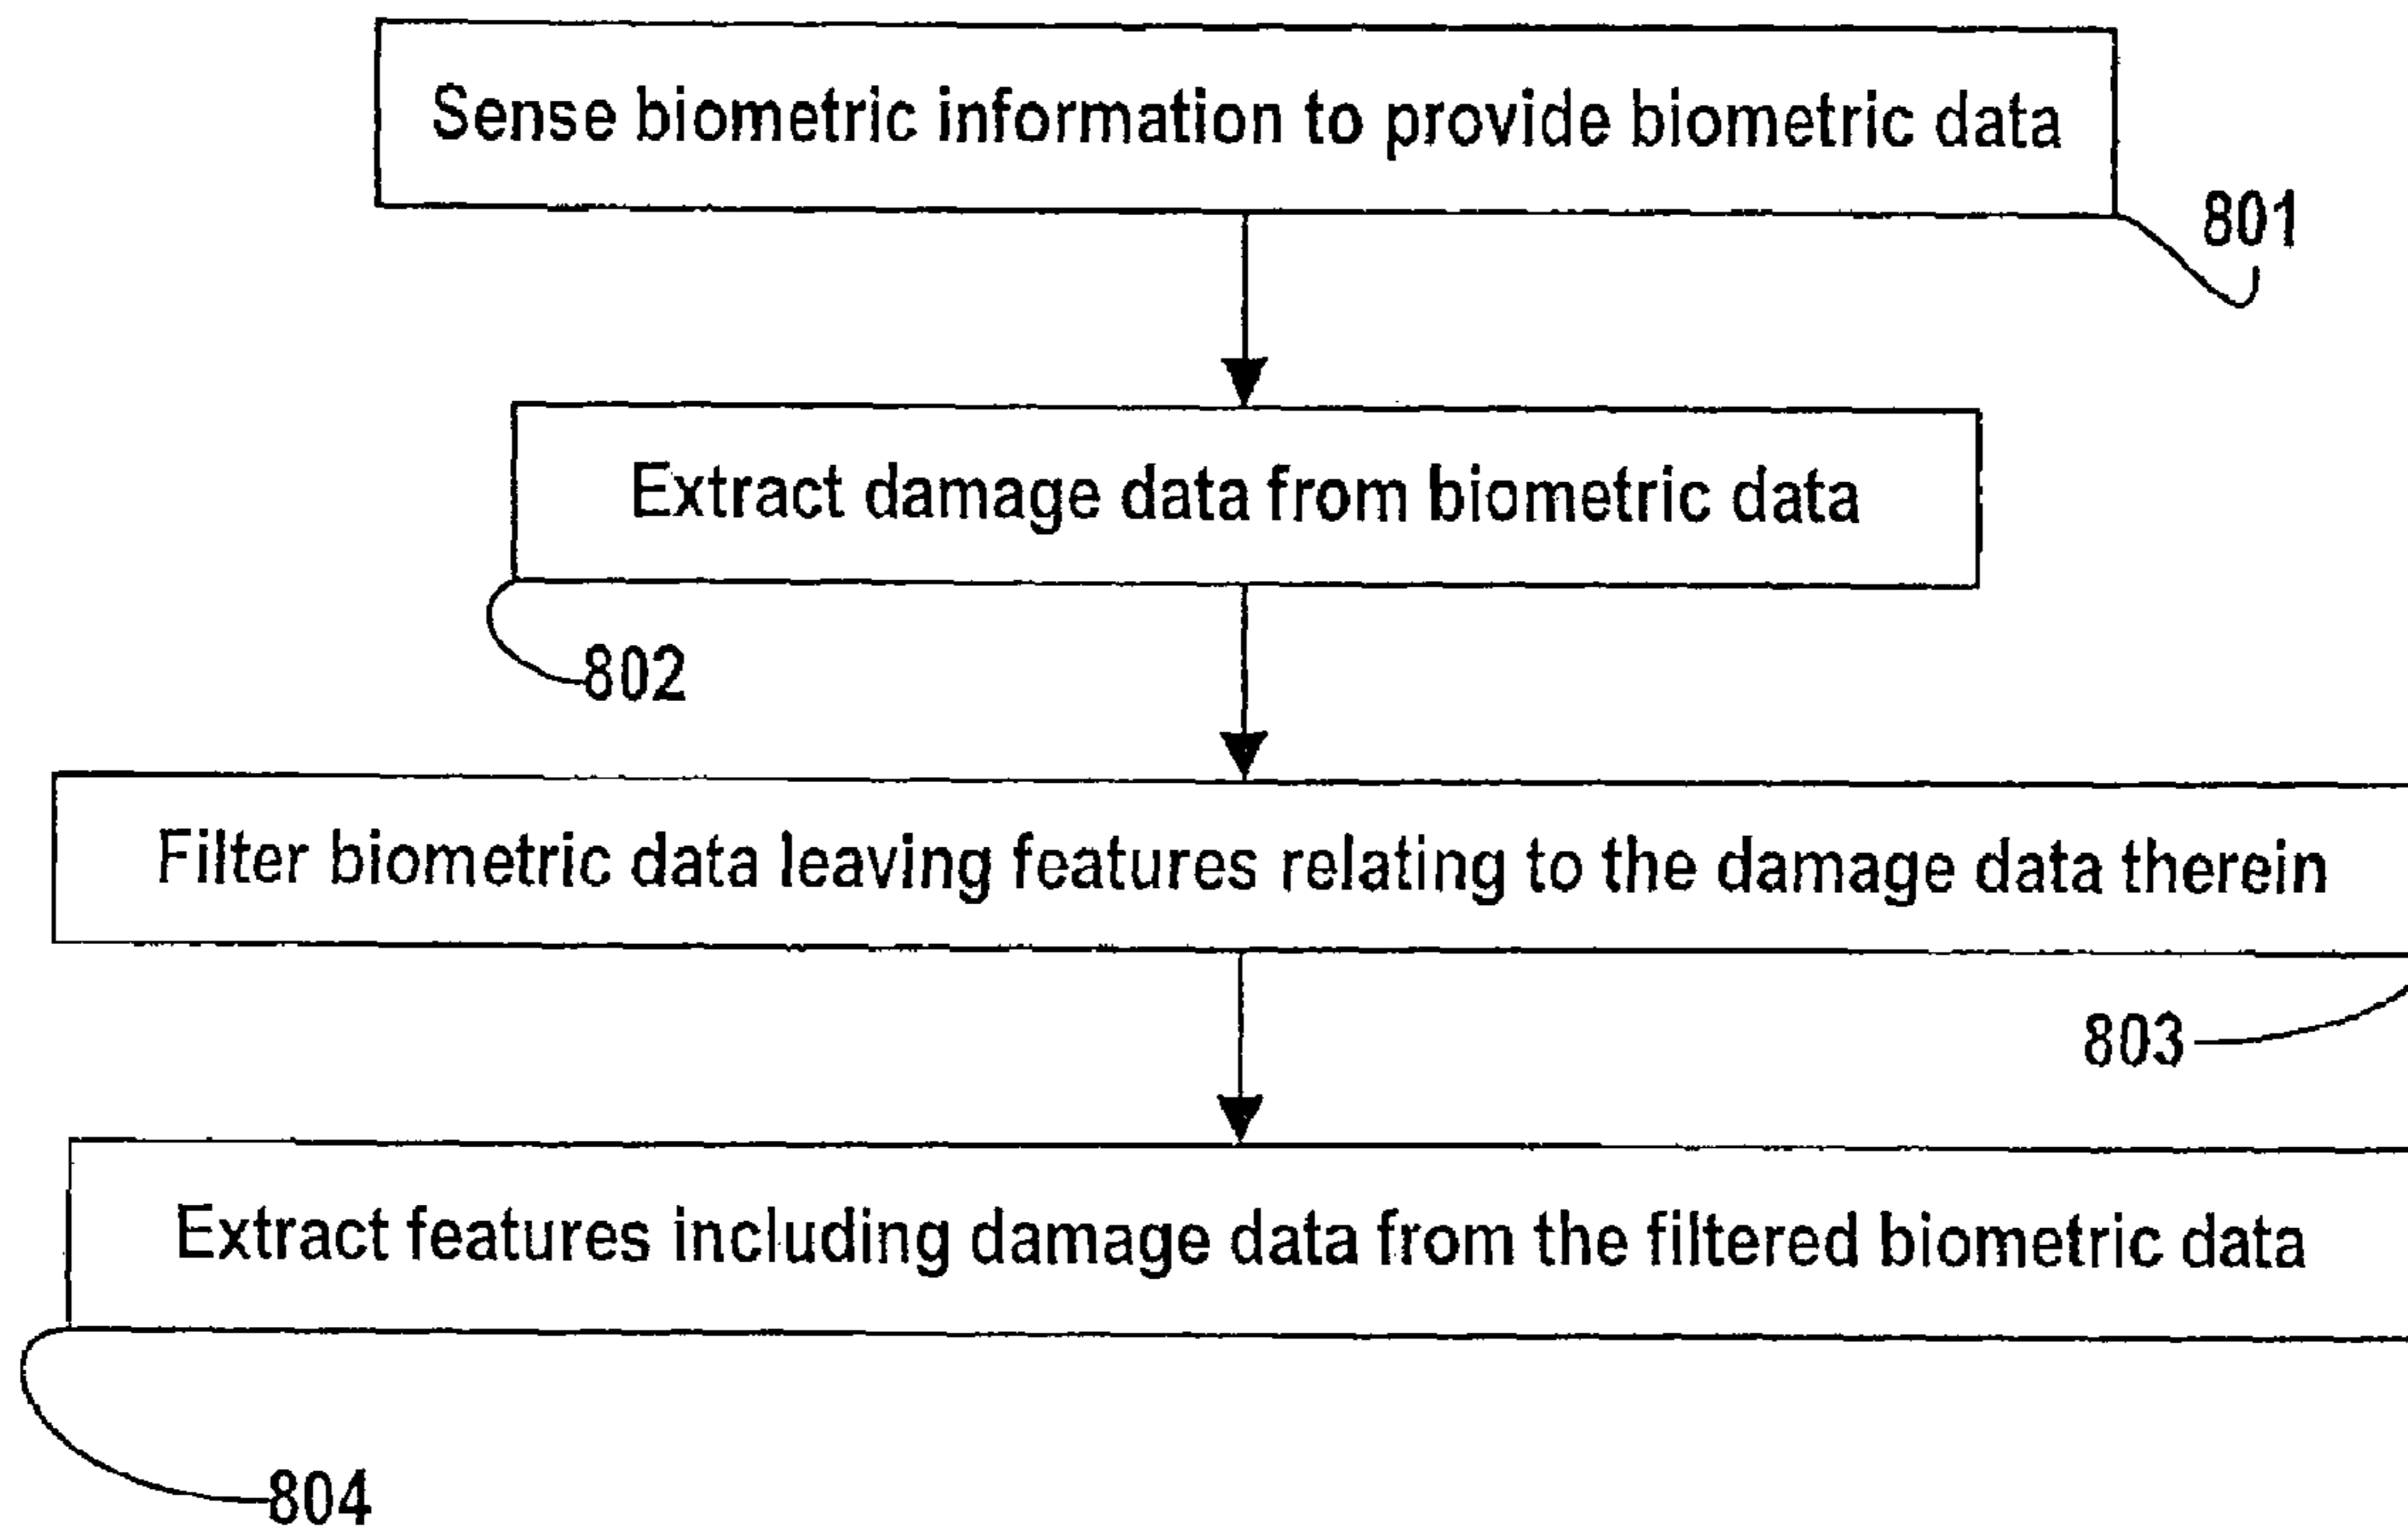 Sense biometric information to provide biometric data
801
Extract damage data from biometric data
802
Filter biometric data leaving features relating to the damage data therein
803
Extract features including damage data from the filtered biometric data
804